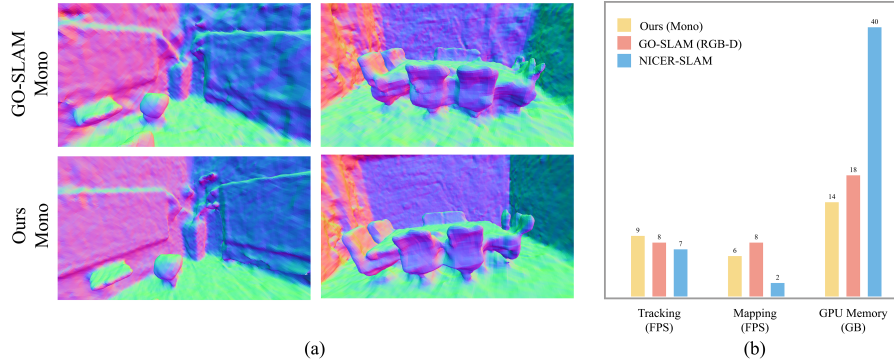 GO-SLAM
Mono
Ours
Mono
(a)
Ours (Mono)
GO-SLAM (RGB-D)
NICER-SLAM
9
8
7
6
8
2
14
18
40
Tracking
(FPS)
Mapping
(FPS)
GPU Memory
(GB)
(b)